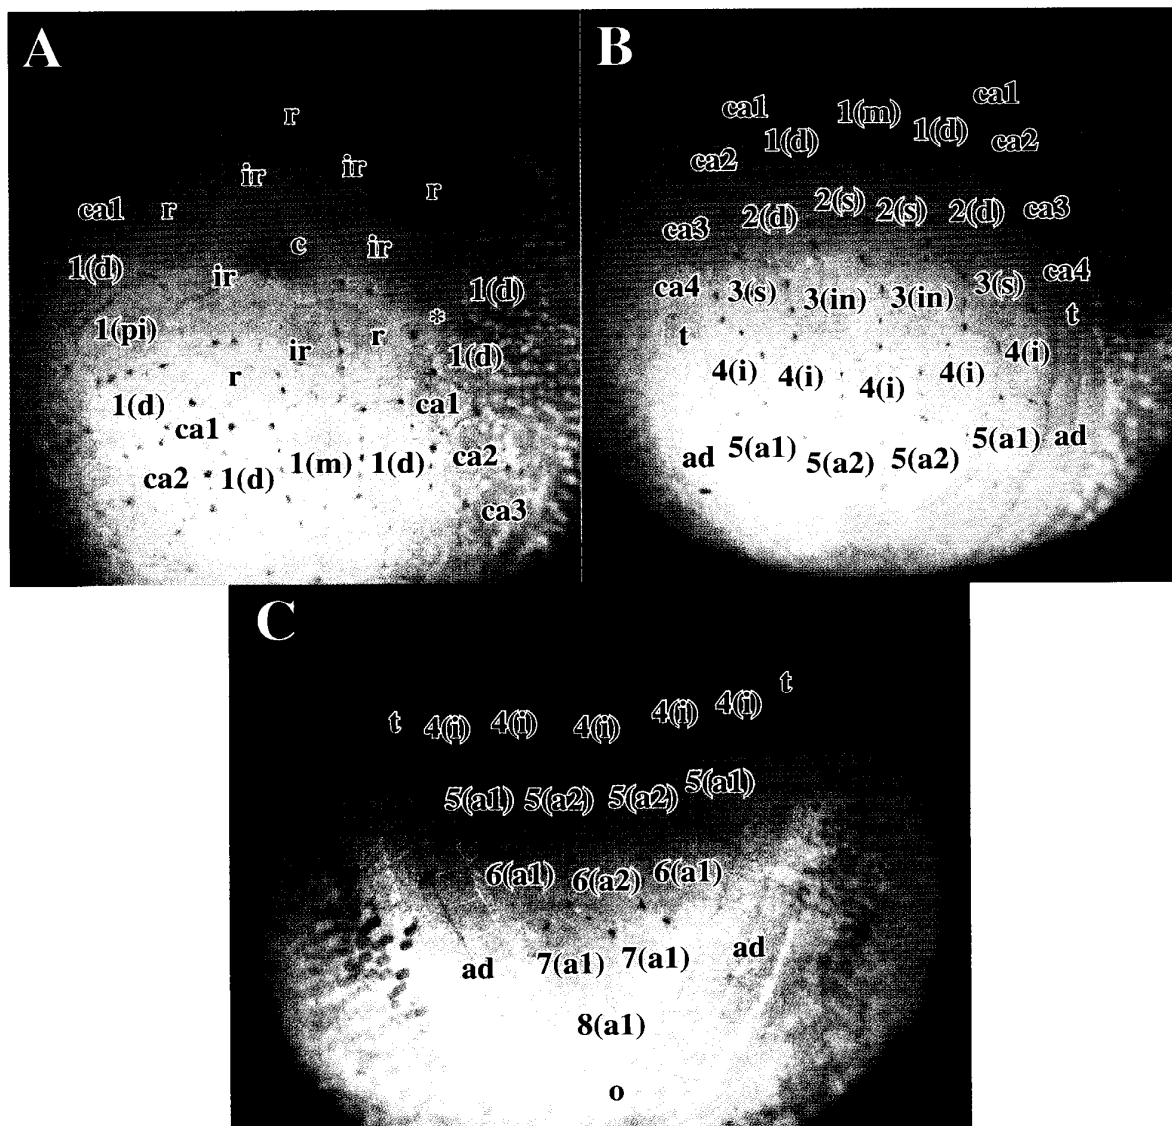 A
r
ir ir
r
ca1 r
c ir
1(d) ir
1(d)
1(pi) *
r
ir 1(d)
r
1(d) ca1
ca1
ca2 1(d) 1(m) 1(d) ca2
ca3
B
ca1 1(m) ca1
1(d) 1(d)
ca2 ca2
2(d) 2(s) 2(s) 2(d) ca3
ca3
ca4 3(s) 3(in) 3(in) 3(s) ca4
t t
4(i) 4(i) 4(i) 4(i) 4(i)
ad 5(a1) 5(a2) 5(a2) 5(a1) ad
C
t 4(i) 4(i) 4(i) 4(i) 4(i) t
5(a1) 5(a2) 5(a2) 5(a1)
6(a1) 6(a2) 6(a1)
ad 7(a1) 7(a1) ad
8(a1)
o